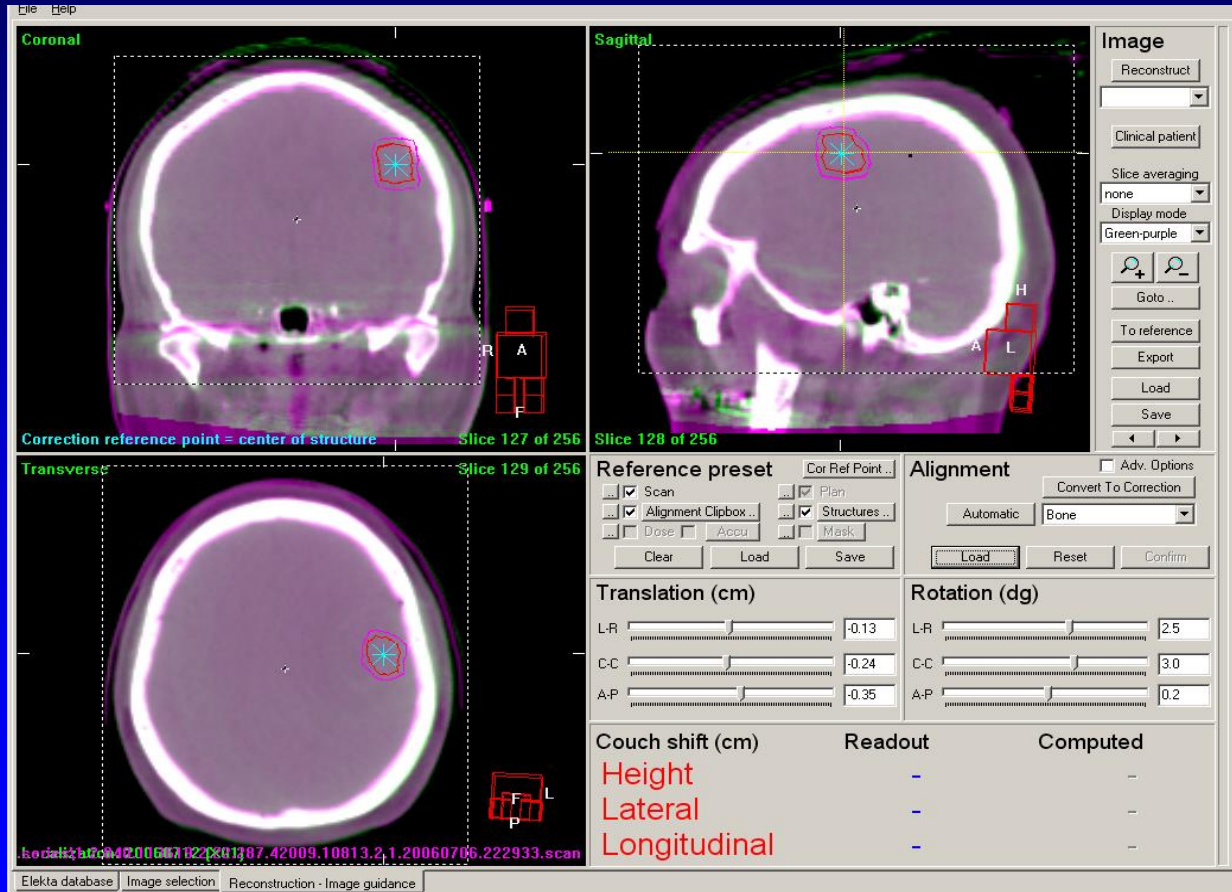 File Help
Coronal
R
A
F
Correction reference point = center of structure
Slice 127 of 256
Sagittal
H
A
L
Slice 128 of 256
Image
Reconstruct
Clinical patient
Slice averaging
none
Display mode
Green-purple
Goto ..
To reference
Export
Load
Save
Transverse
Slice 129 of 256
F
L
P
Reference preset
Cor Ref Point ..
.. Scan
.. Plan
.. Alignment Clipbox ..
.. Structures ..
.. Dose Accu
.. Mask
Clear Load Save
Alignment
Adv. Options
Convert To Correction
Automatic
Bone
Load Reset Confirm
Translation (cm)
L-R -0.13
C-C -0.24
A-P -0.35
Rotation (dg)
L-R 2.5
C-C 3.0
A-P 0.2
Couch shift (cm) Readout Computed
Height - -
Lateral - -
Longitudinal - -
Elekta database Image selection Reconstruction - Image guidance